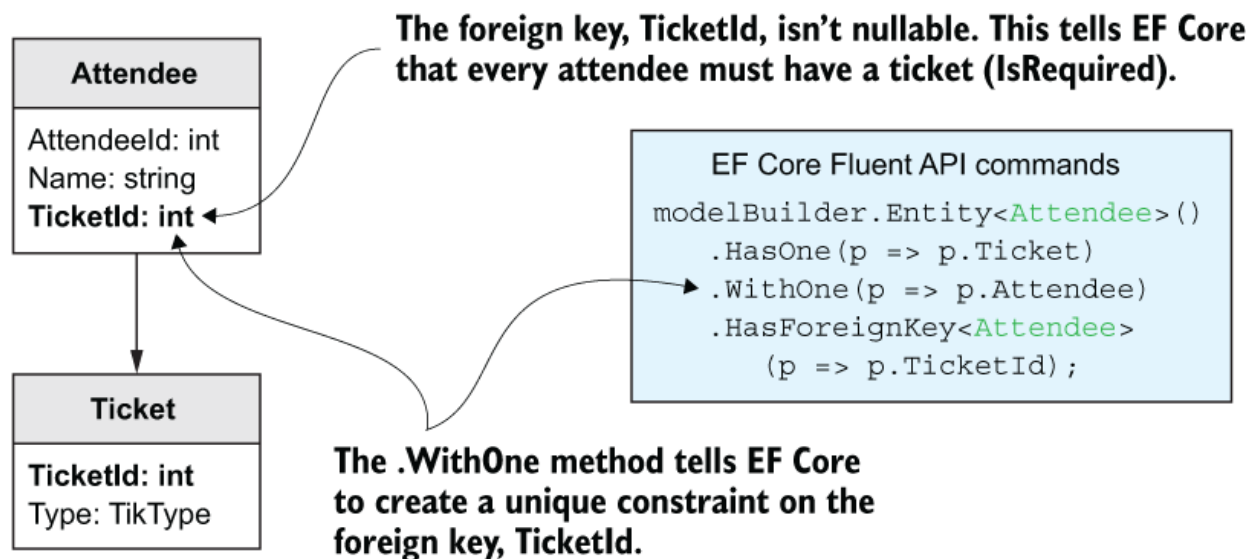 The foreign key, TicketId, isn't nullable. This tells EF Core
that every attendee must have a ticket (IsRequired).
Attendee
AttendeeId: int
Name: string
TicketId: int
EF Core Fluent API commands
modelBuilder.Entity<Attendee>()
.HasOne(p => p.Ticket)
.WithOne(p => p.Attendee)
.HasForeignKey<Attendee>
(p => p.TicketId);
Ticket
TicketId: int
Type: TikType
The .WithOne method tells EF Core
to create a unique constraint on the
foreign key, TicketId.